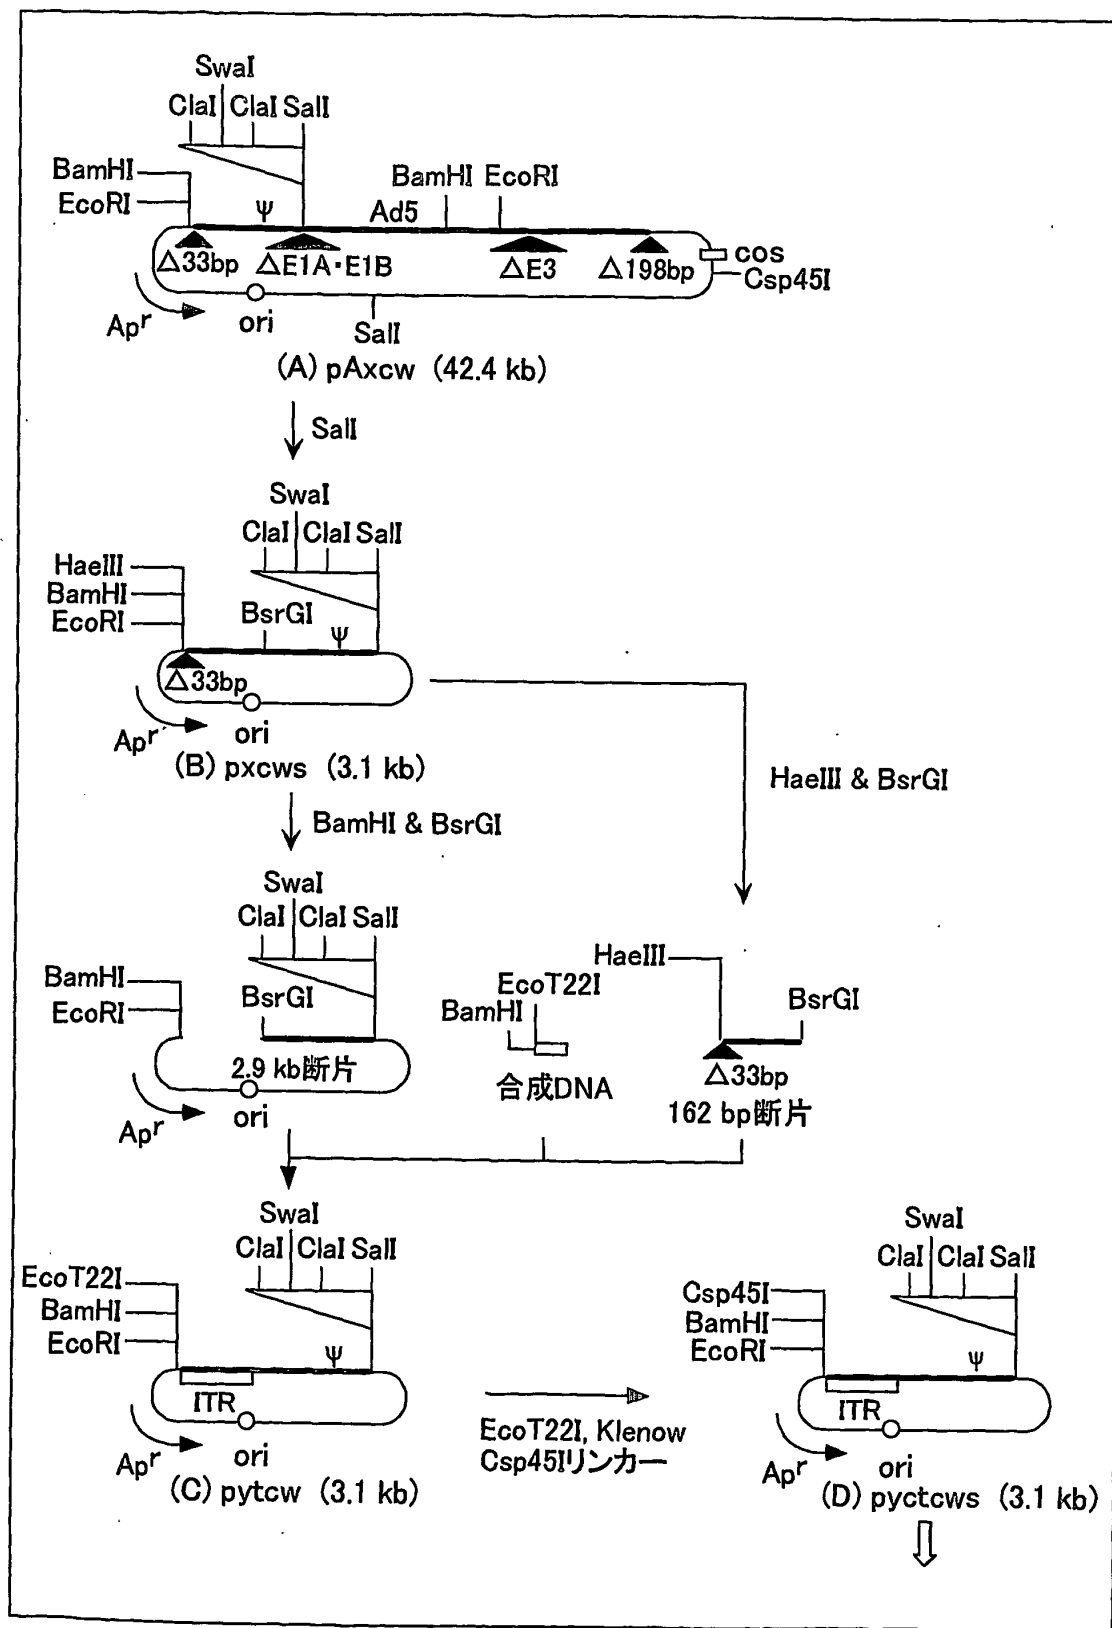 SwaI
ClaI ClaI SalI
BamHI
EcoRI
BamHI EcoRI
Ψ
Ad5
cos
△33bp
△E1A・E1B
△E3
△198bp
Csp45I
Apr
ori
SalI
(A) pAxcw (42.4 kb)
SalI
SwaI
ClaI ClaI SalI
HaeIII
BamHI
EcoRI
BsrGI
Ψ
△33bp
Apr
ori
(B) pxcws (3.1 kb)
HaeIII & BsrGI
BamHI & BsrGI
SwaI
ClaI ClaI SalI
BamHI
EcoRI
BsrGI
2.9 kb断片
Apr
ori
HaeIII
EcoT22I
BamHI
BsrGI
合成DNA
△33bp
162 bp断片
SwaI
ClaI ClaI SalI
EcoT22I
BamHI
EcoRI
Ψ
ITR
Apr
ori
(C) pytcw (3.1 kb)
EcoT22I, Klenow
Csp45Iリンカー
SwaI
ClaI ClaI SalI
Csp45I
BamHI
EcoRI
Ψ
ITR
Apr
ori
(D) pyctcws (3.1 kb)